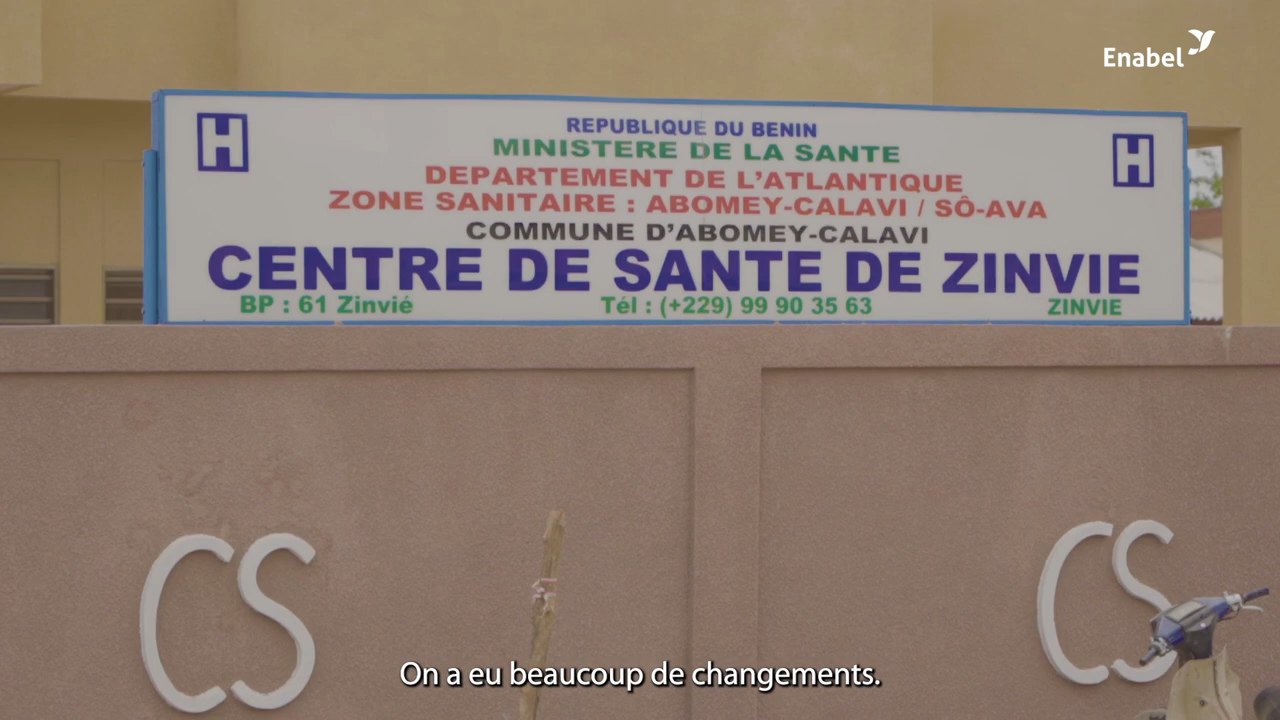 Enabel
H
H
REPUBLIQUE DU BENIN
MINISTERE DE LA SANTE
DEPARTEMENT DE L'ATLANTIQUE
ZONE SANITAIRE : ABOMEY-CALAVI / SÔ-AVA
COMMUNE D'ABOMEY-CALAVI
CENTRE DE SANTE DE ZINVIE
BP : 61 Zinvié Tél : (+229) 99 90 35 63 ZINVIE
CS
CS
On a eu beaucoup de changements.